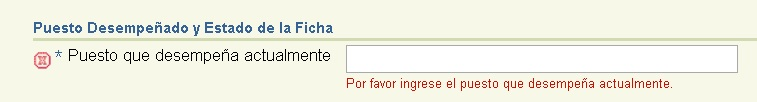 Puesto Desempeñado y Estado de la Ficha
* Puesto que desempeña actualmente
Por favor ingrese el puesto que desempeña actualmente.